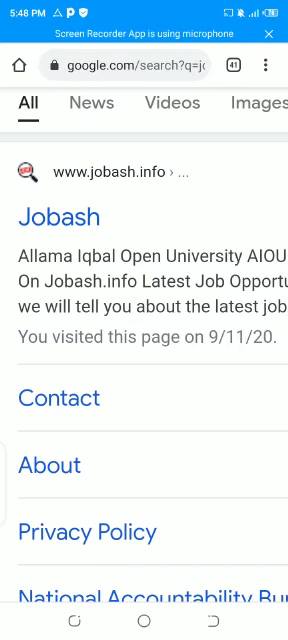 5:48 PM
Screen Recorder App is using microphone
google.com/search?q=jo
41
All News Videos Images
www.jobash.info › ...
Jobash
Allama Iqbal Open University AIOU
On Jobash.info Latest Job Opportu
we will tell you about the latest job
You visited this page on 9/11/20.
Contact
About
Privacy Policy
National Accountability Bur